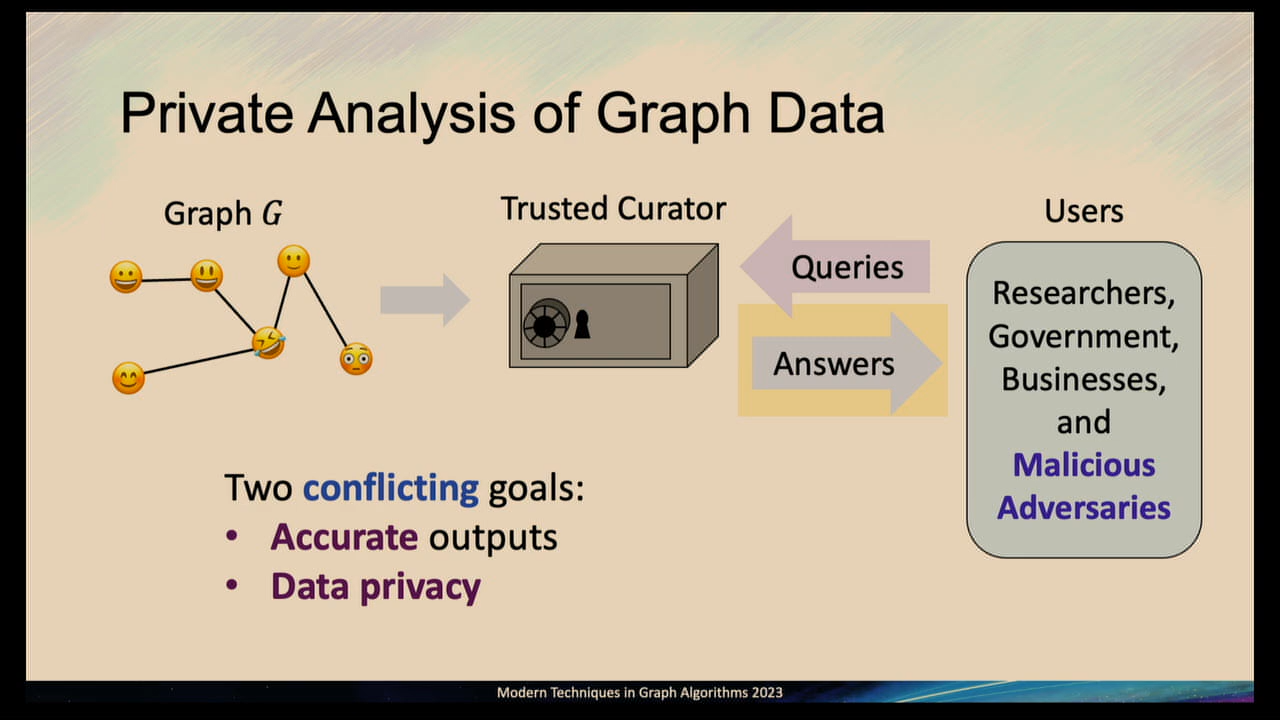 Private Analysis of Graph Data
Graph G
Trusted Curator
Users
Queries
Answers
Researchers,
Government,
Businesses,
and
Malicious
Adversaries
Two conflicting goals:
• Accurate outputs
• Data privacy
Modern Techniques in Graph Algorithms 2023